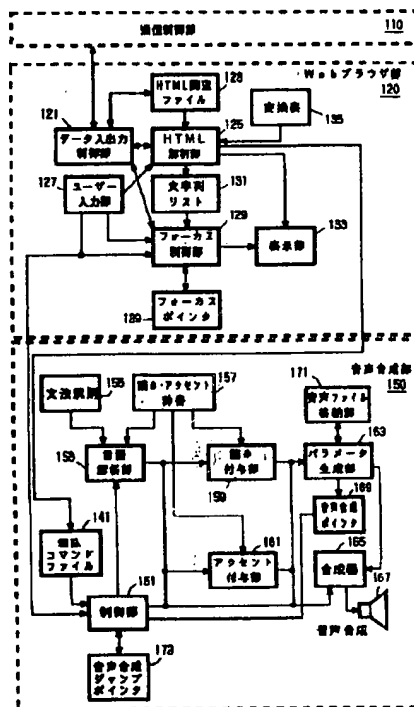 通信制御部
110
Webブラウザ部
120
HTML関連
ファイル
123
変換表
135
121
データ入出力
制御部
125
HTML
解釈部
127
ユーザー
入力部
131
文字列
リスト
129
フォーカス
制御部
表示部
133
フォーカス
ポインタ
139
音声合成部
150
文法規則
155
読み・アクセント
辞書
157
171
音声ファイル
格納部
153
言語
解析部
読み
付与部
159
パラメータ
生成部
163
169
音声合成
ポインタ
141
コマンド
ファイル
161
アクセント
付与部
165
合成器
167
音声合成
制御部
151
音声合成
ジャンプ
ポインタ
173